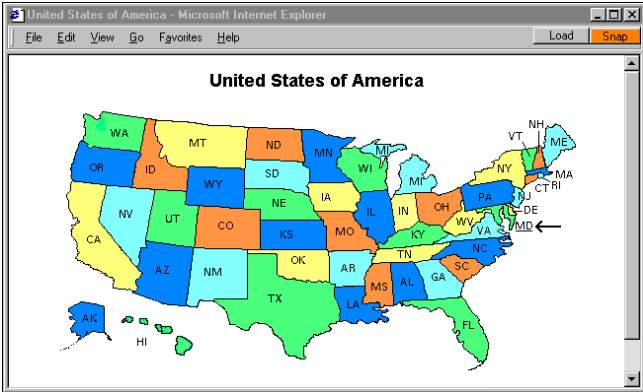 United States of America - Microsoft Internet Explorer
File Edit View Go Favorites Help Load Snap
United States of America
WA
MT
ND
MN
MI
VT
NH
ME
OR
ID
SD
WI
MI
NY
MA
WY
IA
PA
CT RI
NV
NE
IL
IN
OH
NJ
UT
CO
KS
MO
KY
WV
VA
DE
MD
CA
AZ
NM
OK
AR
TN
NC
TX
LA
MS
AL
GA
SC
AK
HI
FL